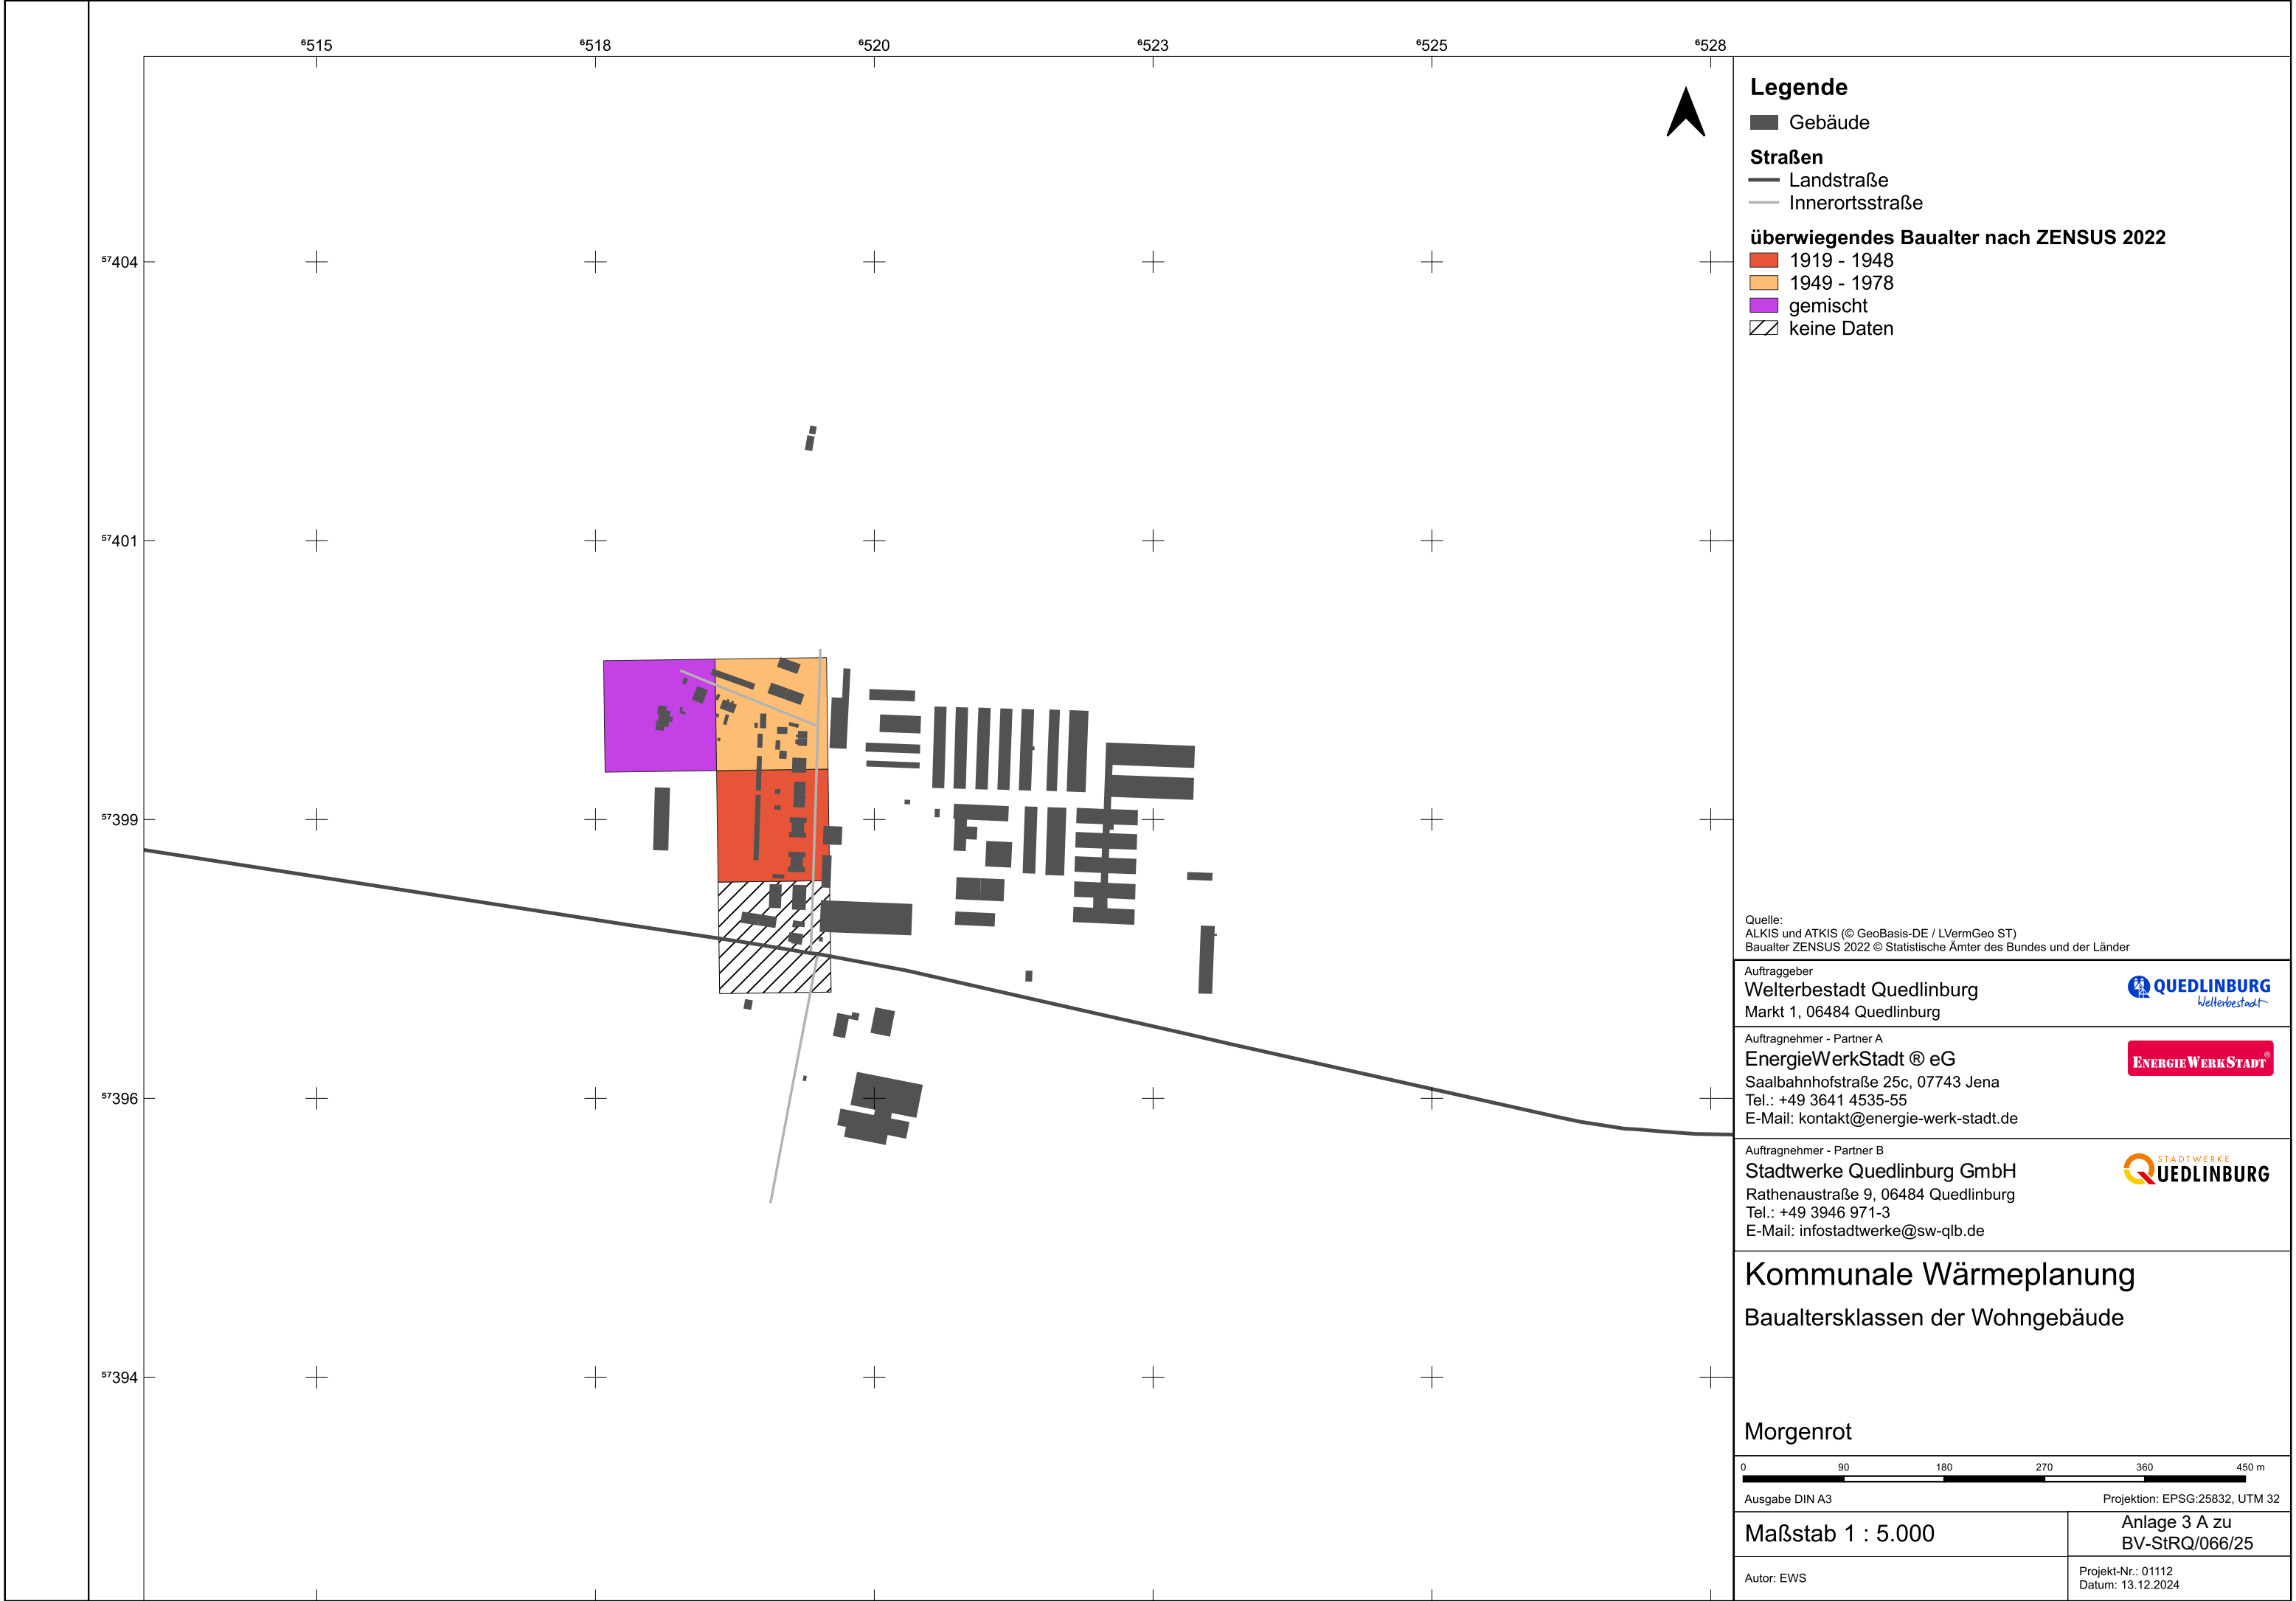 ⁶515 ⁶518 ⁶520 ⁶523 ⁶525 ⁶528
⁵⁷404
⁵⁷401
⁵⁷399
⁵⁷396
⁵⁷394
Legende
Gebäude
Straßen
Landstraße
Innerortsstraße
überwiegendes Baualter nach ZENSUS 2022
1919 - 1948
1949 - 1978
gemischt
keine Daten
Quelle:
ALKIS und ATKIS (© GeoBasis-DE / LVermGeo ST)
Baualter ZENSUS 2022 © Statistische Ämter des Bundes und der Länder
Auftraggeber
Welterbestadt Quedlinburg
Markt 1, 06484 Quedlinburg
QUEDLINBURG
Welterbestadt
Auftragnehmer - Partner A
EnergieWerkStadt ® eG
Saalbahnhofstraße 25c, 07743 Jena
Tel.: +49 3641 4535-55
E-Mail: kontakt@energie-werk-stadt.de
ENERGIEWERKSTADT®
Auftragnehmer - Partner B
Stadtwerke Quedlinburg GmbH
Rathenaustraße 9, 06484 Quedlinburg
Tel.: +49 3946 971-3
E-Mail: infostadtwerke@sw-qlb.de
STADTWERKE
QUEDLINBURG
Kommunale Wärmeplanung
Baualtersklassen der Wohngebäude
Morgenrot
0 90 180 270 360 450 m
Ausgabe DIN A3 Projektion: EPSG:25832, UTM 32
Maßstab 1 : 5.000
Anlage 3 A zu
BV-StRQ/066/25
Autor: EWS
Projekt-Nr.: 01112
Datum: 13.12.2024